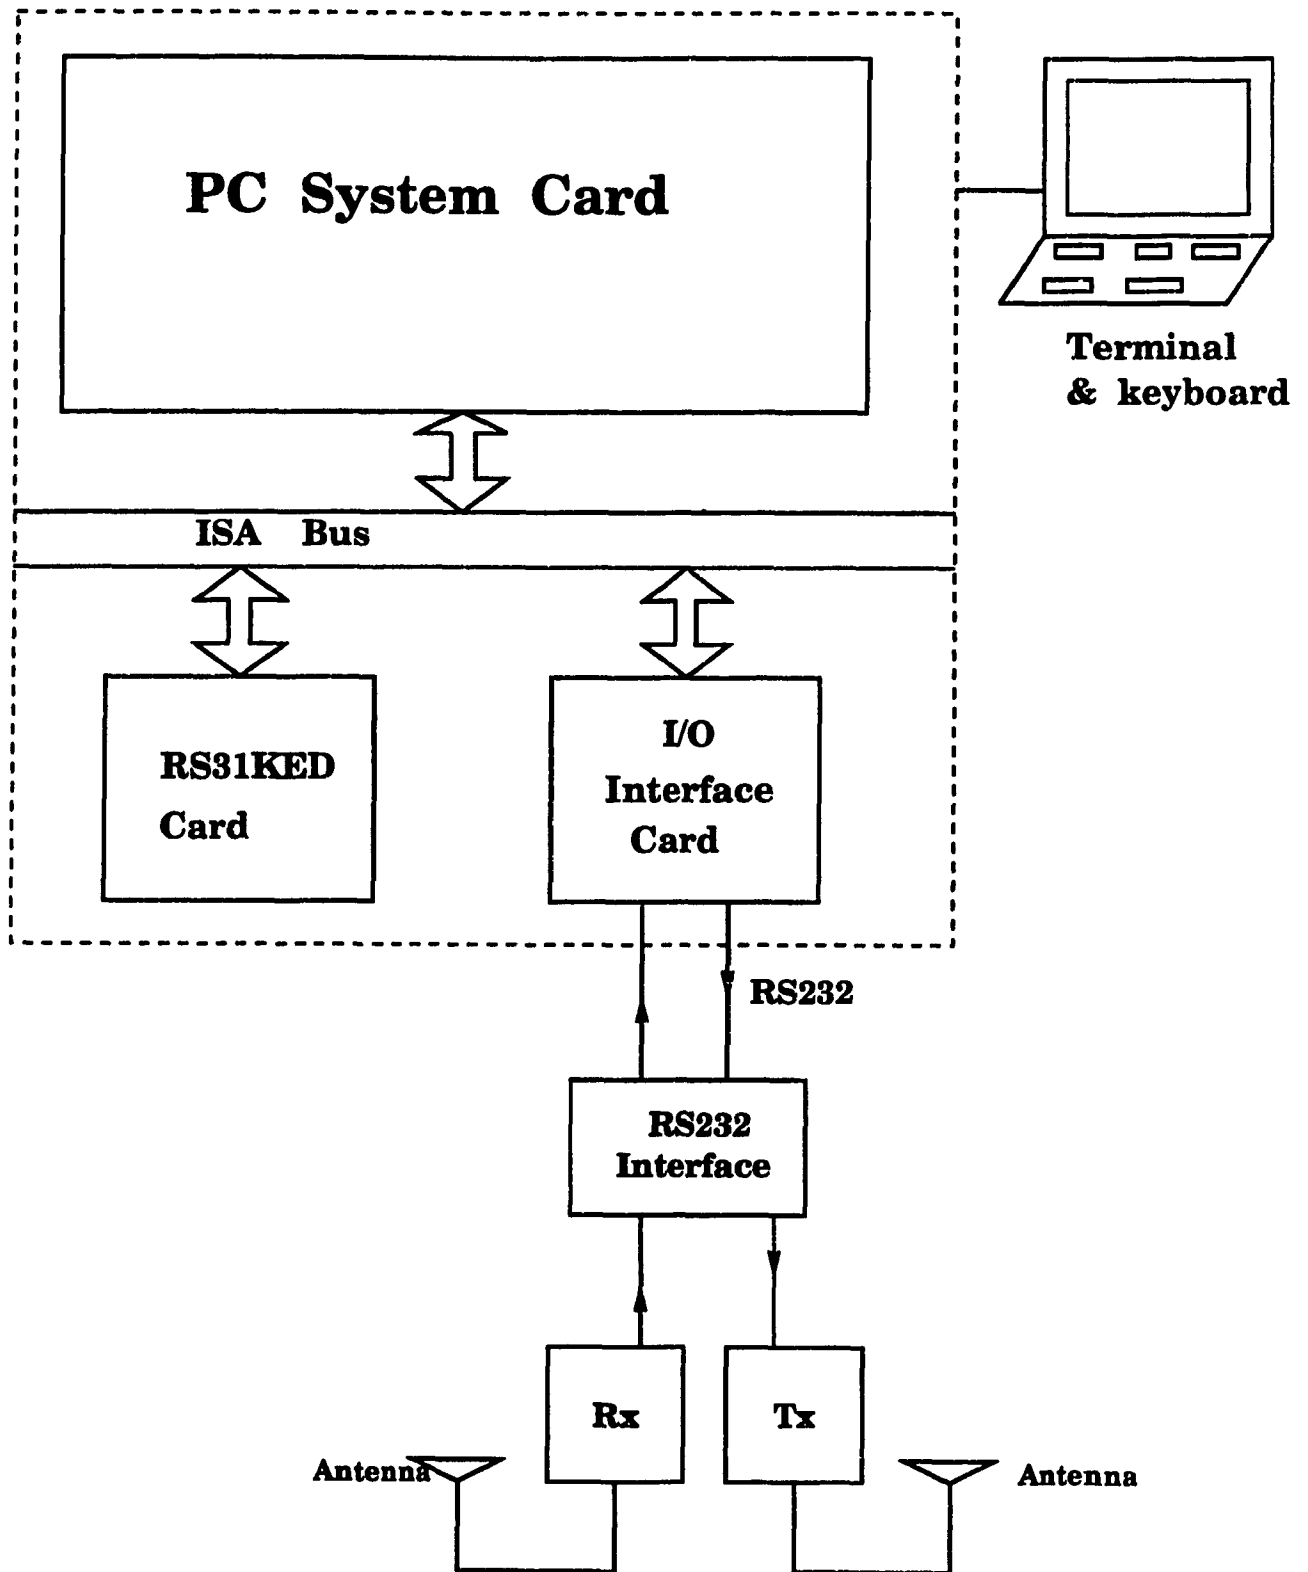 PC System Card
Terminal
& keyboard
ISA Bus
RS31KED
Card
I/O
Interface
Card
RS232
RS232
Interface
Rx
Tx
Antenna
Antenna